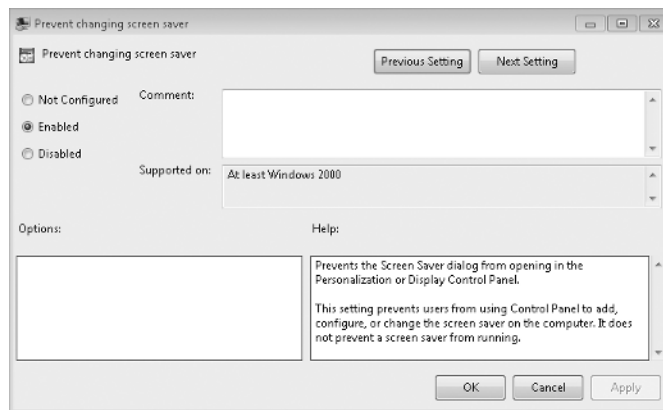 Prevent changing screen saver
Prevent changing screen saver
Previous Setting
Next Setting
Not Configured
Comment:
Enabled
Disabled
Supported on:
At least Windows 2000
Options:
Help:
Prevents the Screen Saver dialog from opening in the
Personalization or Display Control Panel.
This setting prevents users from using Control Panel to add,
configure, or change the screen saver on the computer. It does
not prevent a screen saver from running.
OK
Cancel
Apply